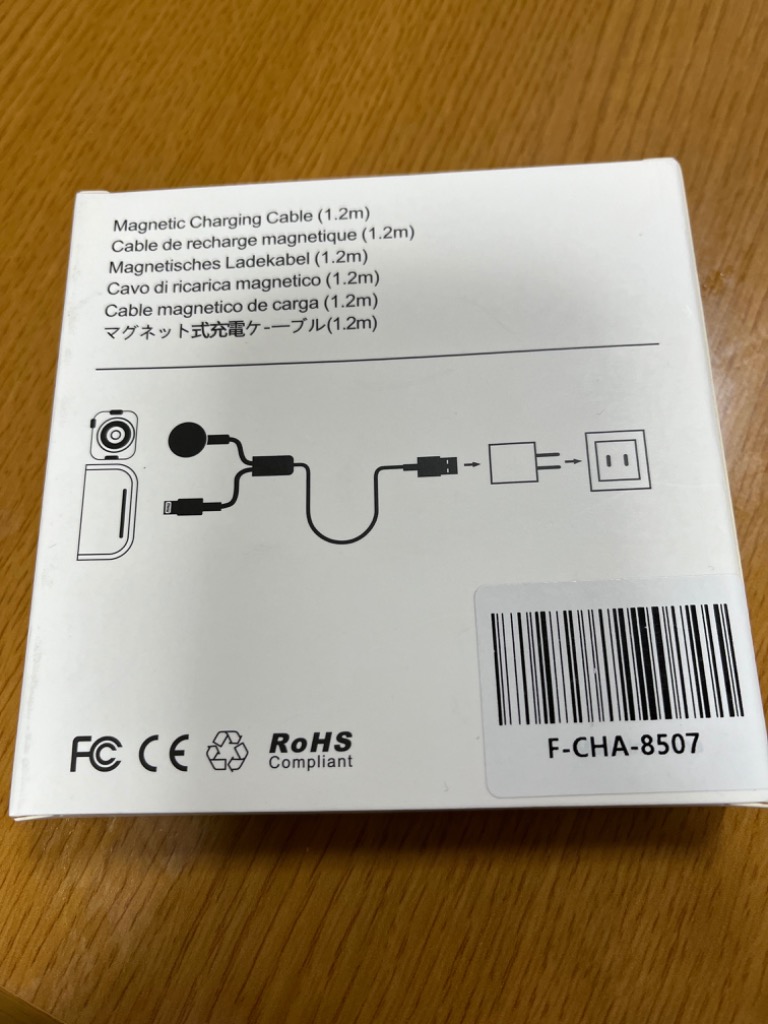 Magnetic Charging Cable (1.2m)
Cable de recharge magnetique (1.2m)
Magnetisches Ladekabel (1.2m)
Cavo di ricarica magnetico (1.2m)
Cable magnetico de carga (1.2m)
マグネット式充電ケ-ーブル(1.2m)
FC CE RoHS
Compliant
F-CHA-8507